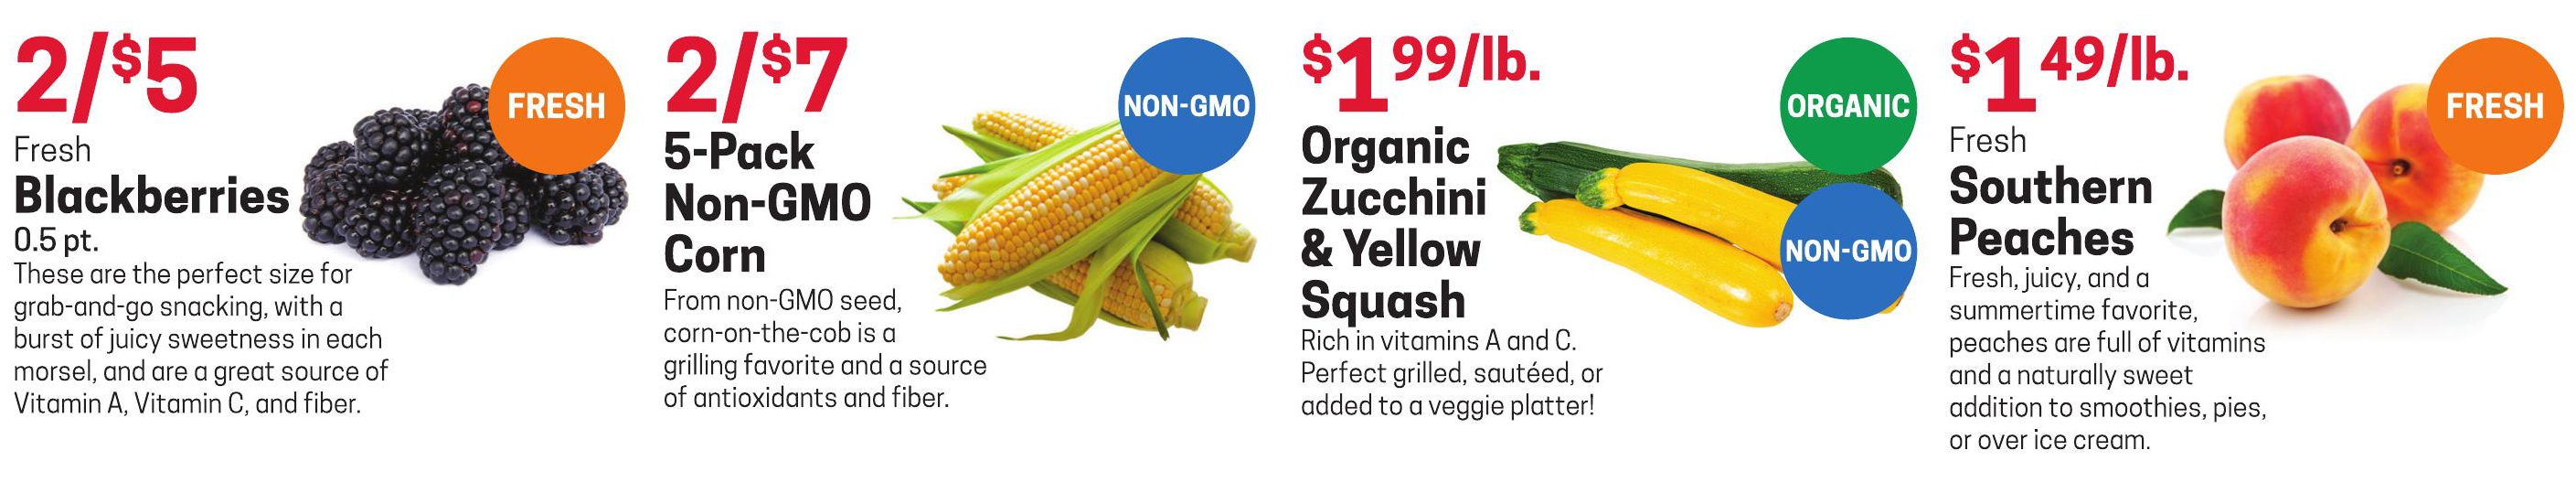 2/$5
FRESH
Fresh
Blackberries
0.5 pt.
These are the perfect size for
grab-and-go snacking, with a
burst of juicy sweetness in each
morsel, and are a great source of
Vitamin A, Vitamin C, and fiber.
2/$7
NON-GMO
5-Pack
Non-GMO
Corn
From non-GMO seed,
corn-on-the-cob is a
grilling favorite and a source
of antioxidants and fiber.
$1 99/lb.
ORGANIC
NON-GMO
Organic
Zucchini
& Yellow
Squash
Rich in vitamins A and C.
Perfect grilled, sautéed, or
added to a veggie platter!
$1 49/lb.
FRESH
Fresh
Southern
Peaches
Fresh, juicy, and a
summertime favorite,
peaches are full of vitamins
and a naturally sweet
addition to smoothies, pies,
or over ice cream.